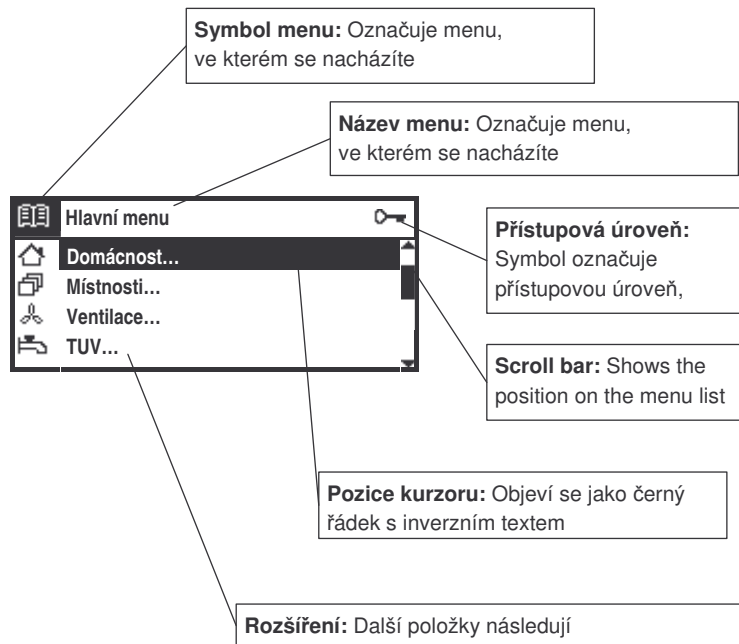 Symbol menu: Označuje menu,
ve kterém se nacházíte
Název menu: Označuje menu,
ve kterém se nacházíte
Hlavní menu
Domácnost...
Místnosti...
Ventilace...
TUV...
Přístupová úroveň:
Symbol označuje
přístupovou úroveň,
Scroll bar: Shows the
position on the menu list
Pozice kurzoru: Objeví se jako černý
řádek s inverzním textem
Rozšíření: Další položky následují